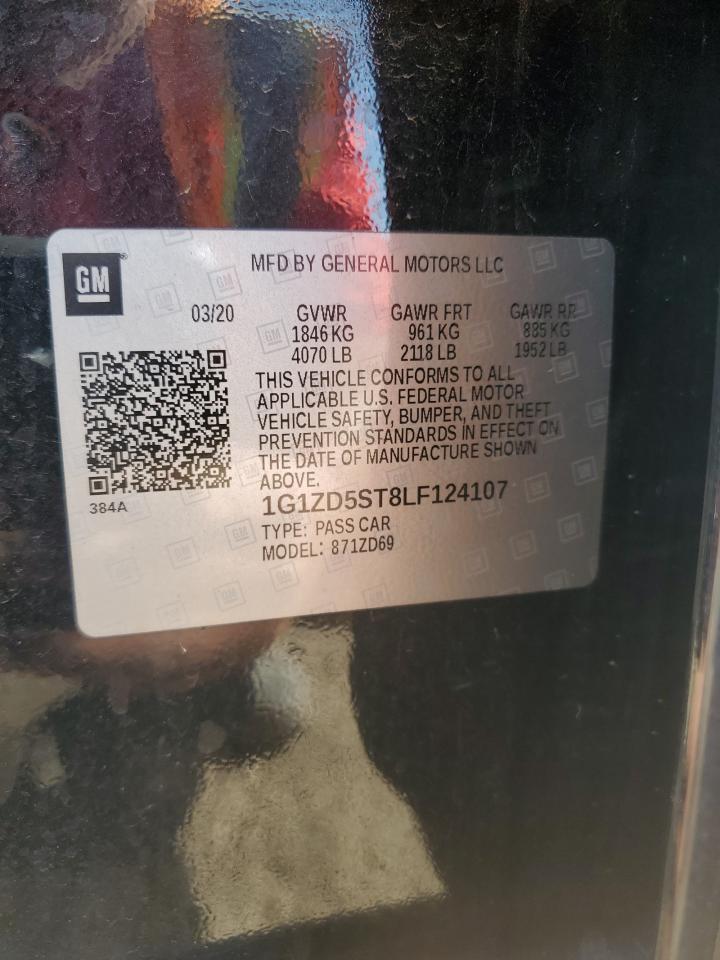 GM
MFD BY GENERAL MOTORS LLC
03/20 GVWR GAWR FRT GAWR RR
1846 KG 961 KG 885 KG
4070 LB 2118 LB 1952 LB
THIS VEHICLE CONFORMS TO ALL
APPLICABLE U.S. FEDERAL MOTOR
VEHICLE SAFETY, BUMPER, AND THEFT
PREVENTION STANDARDS IN EFFECT ON
THE DATE OF MANUFACTURE SHOWN
ABOVE.
384A
1G1ZD5ST8LF124107
TYPE: PASS CAR
MODEL: 871ZD69